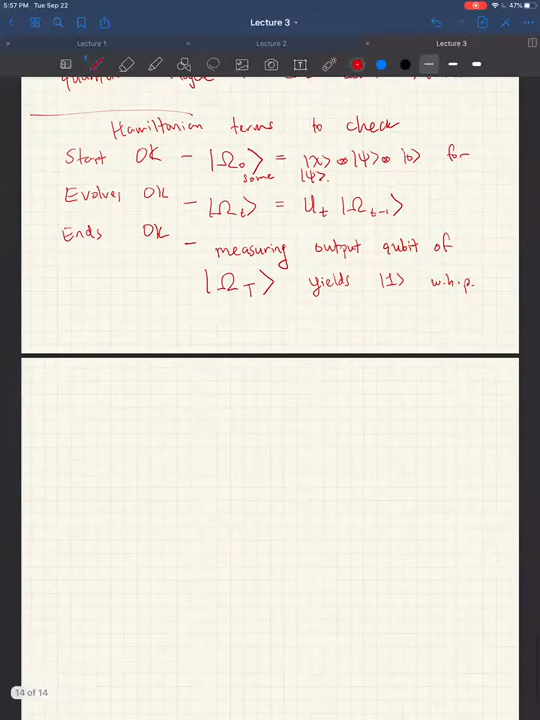 5:57 PM Tue Sep 22
Lecture 3
47%
Lecture 1
Lecture 2
Lecture 3
quantum
Hamiltonian terms to check
Start OK – |Ω₀⟩ = |x⟩ ⊗ |ψ⟩ ⊗ |0⟩ for
some |ψ⟩.
Evolves OK – |Ω_t⟩ = U_t |Ω_{t-1}⟩
Ends OK – measuring output qubit of
|Ω_T⟩ yields |1⟩ w.h.p.
14 of 14